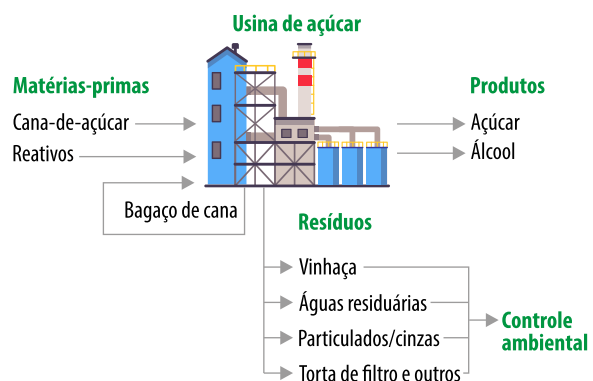 Usina de açúcar
Matérias-primas
Cana-de-açúcar
Reativos
Bagaço de cana
Produtos
Açúcar
Álcool
Resíduos
Vinhaça
Águas residuárias
Particulados/cinzas
Torta de filtro e outros
Controle
ambiental